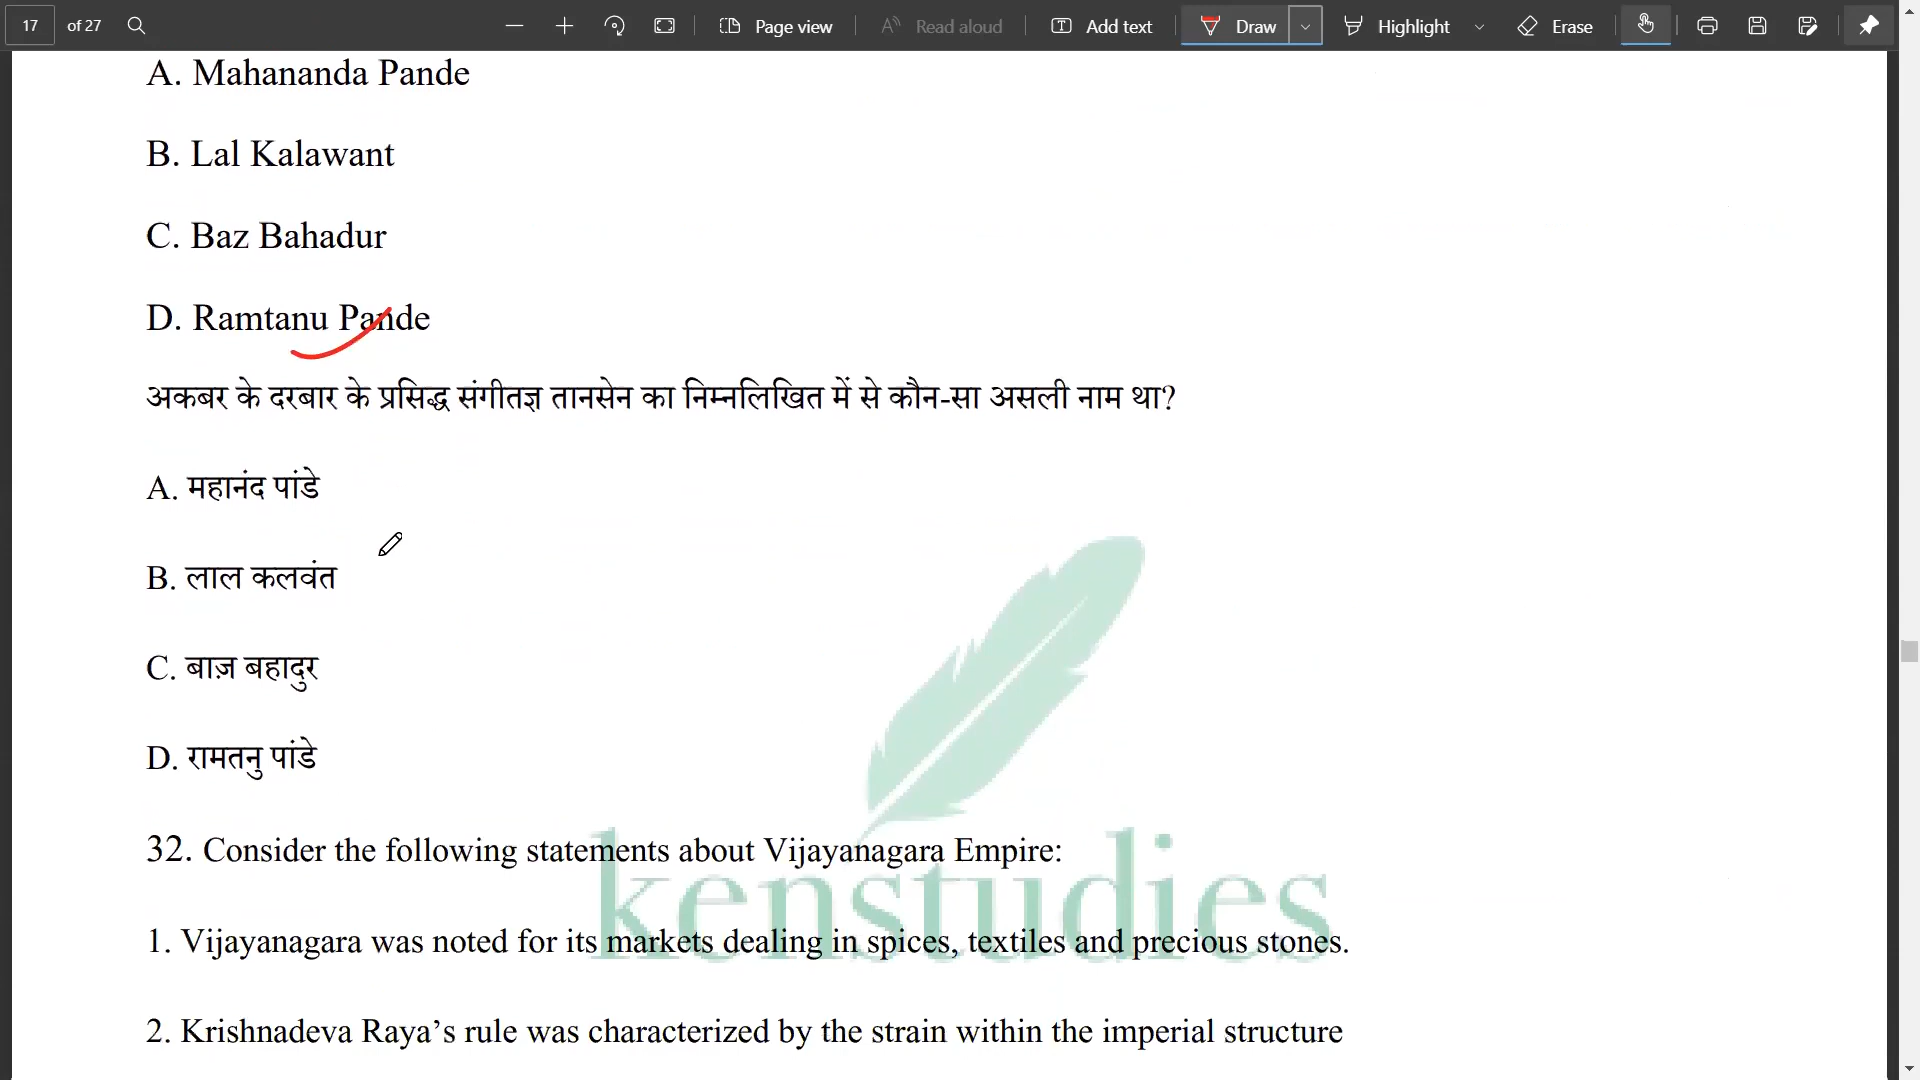 17 of 27 Page view Read aloud Add text Draw Highlight Erase
A. Mahananda Pande
B. Lal Kalawant
C. Baz Bahadur
D. Ramtanu Pande
अकबर के दरबार के प्रसिद्ध संगीतज्ञ तानसेन का निम्नलिखित में से कौन-सा असली नाम था?
A. महानंद पांडे
B. लाल कलवंत
C. बाज़ बहादुर
D. रामतनु पांडे
32. Consider the following statements about Vijayanagara Empire:
kenstudies
1. Vijayanagara was noted for its markets dealing in spices, textiles and precious stones.
2. Krishnadeva Raya’s rule was characterized by the strain within the imperial structure